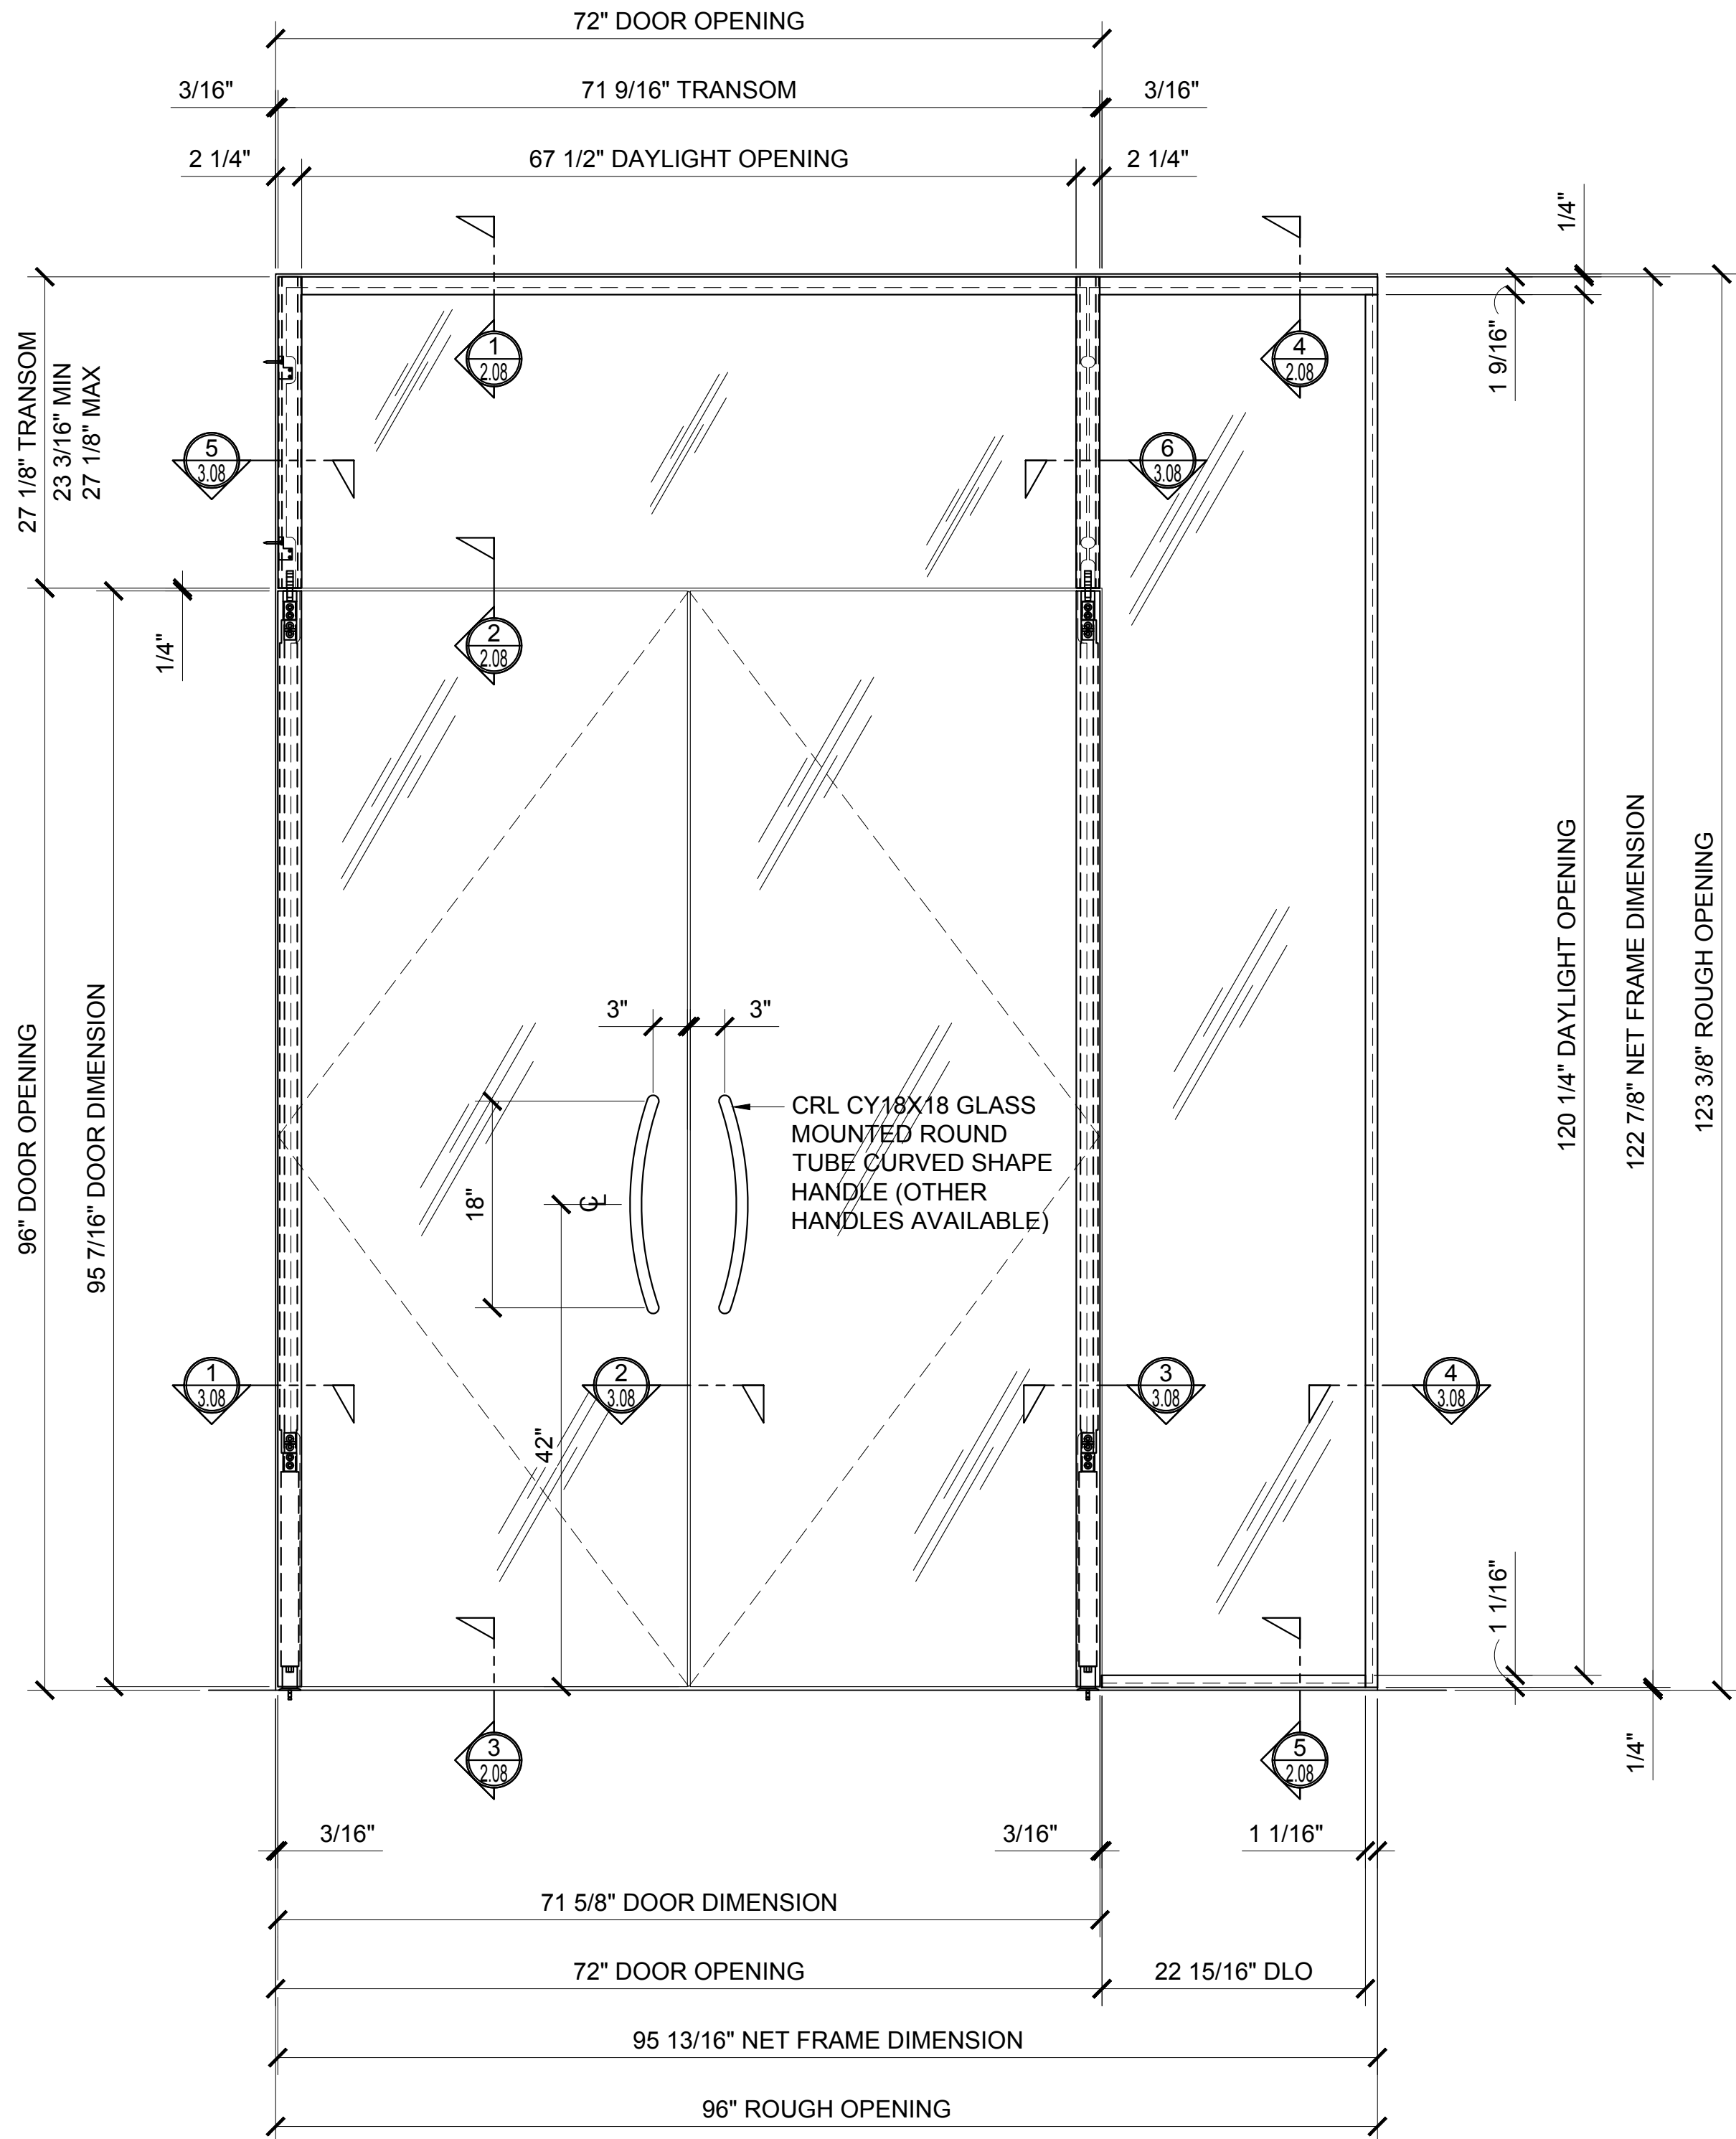 72" DOOR OPENING
3/16"
71 9/16" TRANSOM
3/16"
2 1/4"
67 1/2" DAYLIGHT OPENING
2 1/4"
1/4"
1 9/16"
1
2.08
4
2.08
27 1/8" TRANSOM
23 3/16" MIN
27 1/8" MAX
5
3.08
6
3.08
2
2.08
1/4"
96" DOOR OPENING
95 7/16" DOOR DIMENSION
3"
3"
18"
CL
42"
CRL CY18X18 GLASS
MOUNTED ROUND
TUBE CURVED SHAPE
HANDLE (OTHER
HANDLES AVAILABLE)
120 1/4" DAYLIGHT OPENING
122 7/8" NET FRAME DIMENSION
123 3/8" ROUGH OPENING
1
3.08
2
3.08
3
3.08
4
3.08
1 1/16"
1/4"
3
2.08
5
2.08
3/16"
3/16"
1 1/16"
71 5/8" DOOR DIMENSION
72" DOOR OPENING
22 15/16" DLO
95 13/16" NET FRAME DIMENSION
96" ROUGH OPENING